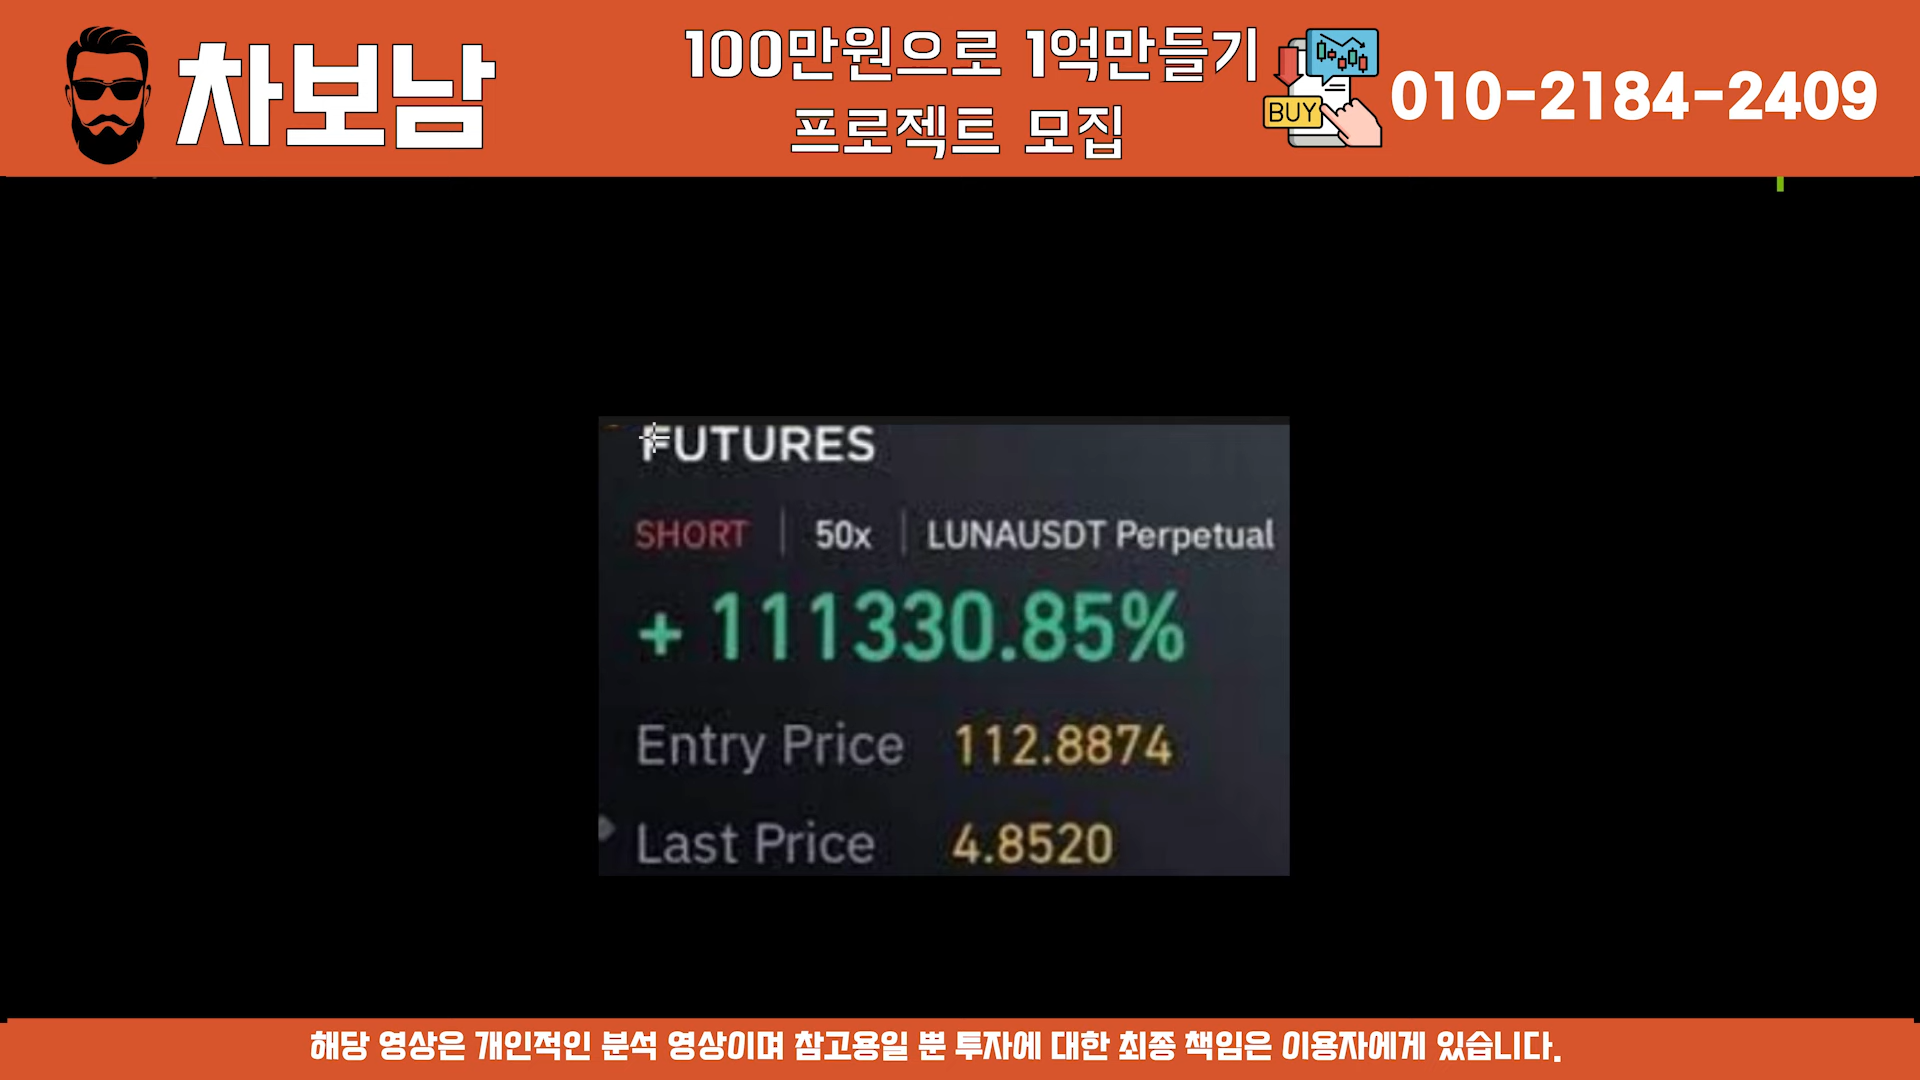 차보남
100만원으로 1억만들기
프로젝트 모집
BUY
010-2184-2409
FUTURES
SHORT | 50x | LUNAUSDT Perpetual
+ 111330.85%
Entry Price 112.8874
Last Price 4.8520
해당 영상은 개인적인 분석 영상이며 참고용일 뿐 투자에 대한 최종 책임은 이용자에게 있습니다.